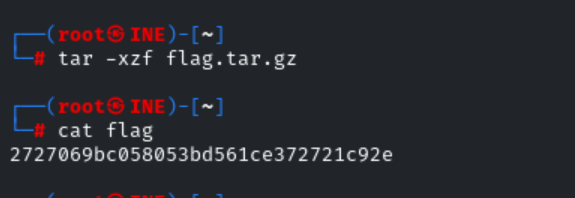 ┌──(root㉿INE)-[~]
└─# tar -xzf flag.tar.gz
┌──(root㉿INE)-[~]
└─# cat flag
2727069bc058053bd561ce372721c92e
┌──(root㉿INE)-[~]